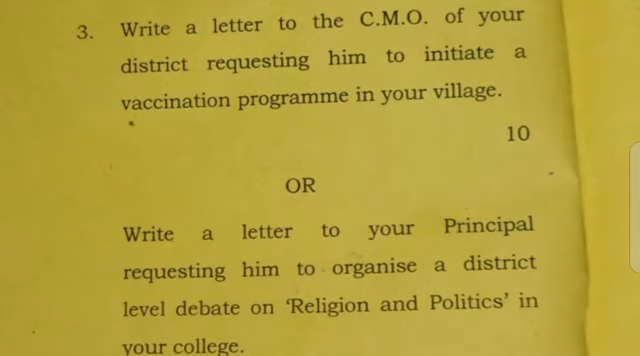 3. Write a letter to the C.M.O. of your
district requesting him to initiate a
vaccination programme in your village.
10
OR
Write a letter to your Principal
requesting him to organise a district
level debate on 'Religion and Politics' in
your college.